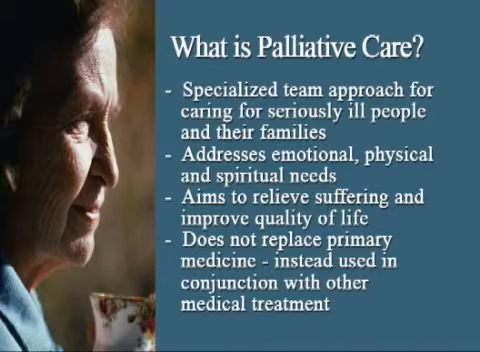 What is Palliative Care?
- Specialized team approach for
caring for seriously ill people
and their families
- Addresses emotional, physical
and spiritual needs
- Aims to relieve suffering and
improve quality of life
- Does not replace primary
medicine - instead used in
conjunction with other
medical treatment